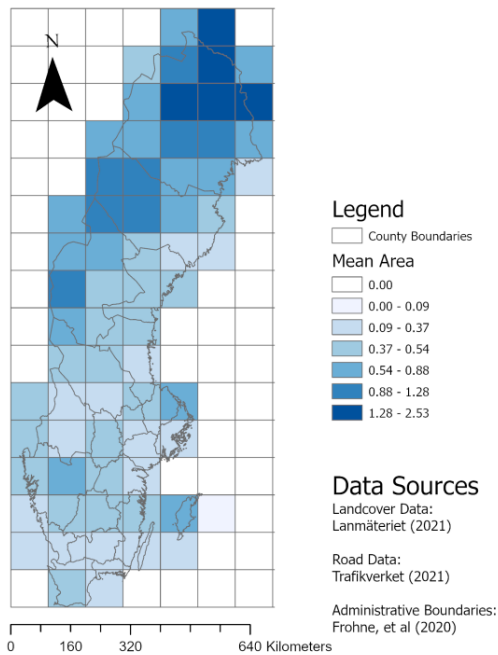 N
Legend
County Boundaries
Mean Area
0.00
0.00 - 0.09
0.09 - 0.37
0.37 - 0.54
0.54 - 0.88
0.88 - 1.28
1.28 - 2.53
Data Sources
Landcover Data:
Lanmäteriet (2021)
Road Data:
Trafikverket (2021)
Administrative Boundaries:
Frohne, et al (2020)
0 160 320 640 Kilometers